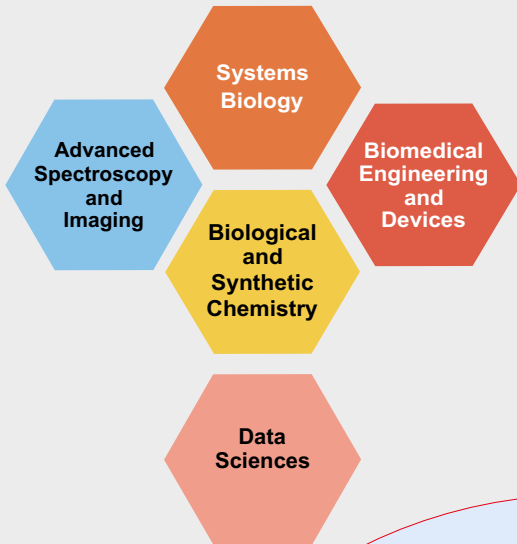 Systems
Biology
Advanced
Spectroscopy
and
Imaging
Biomedical
Engineering
and
Devices
Biological
and
Synthetic
Chemistry
Data
Sciences